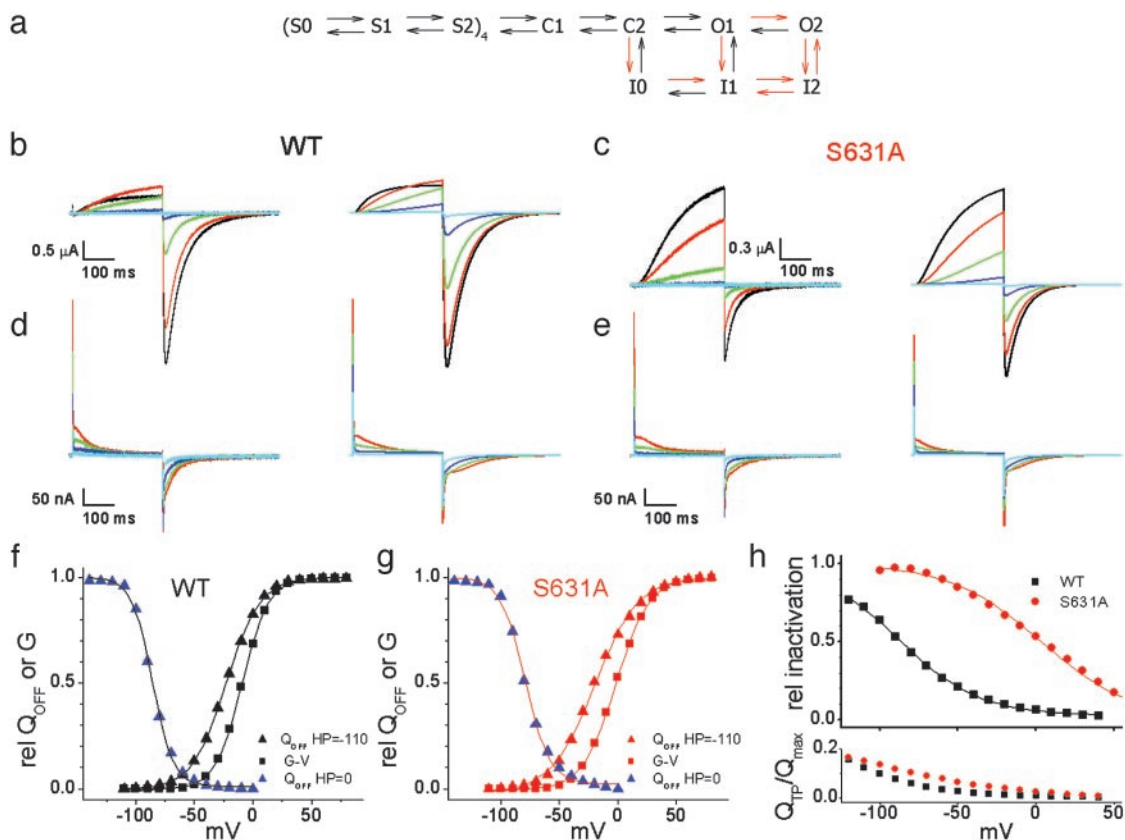 a
(S0 S1 S2)4 C1 C2 O1 O2
I0 I1 I2
b WT c S631A
0.5 µA
100 ms
0.3 µA
100 ms
d e
50 nA
100 ms
50 nA
100 ms
f
rel QOFF or G
1.0
0.5
0.0
WT
QOFF HP=-110
G-V
QOFF HP=0
-100 -50 0 50
mV
g
rel QOFF or G
1.0
0.5
0.0
S631A
QOFF HP=-110
G-V
QOFF HP=0
-100 -50 0 50
mV
h
rel inactivation
1.0
0.5
0.0
WT
S631A
QTP/Qmax
0.2
0.0
-100 -50 0 50
mV